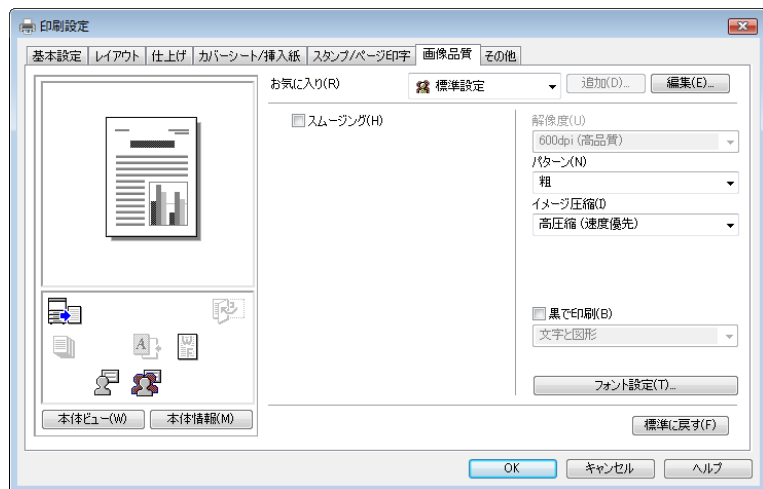 印刷設定
基本設定 レイアウト 仕上げ カバーシート/挿入紙 スタンプ/ページ印字 画像品質 その他
お気に入り(R) 標準設定 追加(D)... 編集(E)...
スムージング(H)
解像度(U)
600dpi (高品質)
パターン(N)
粗
イメージ圧縮(I)
高圧縮 (速度優先)
黒で印刷(B)
文字と図形
フォント設定(T)...
本体ビュー(W) 本体情報(M)
標準に戻す(F)
OK キャンセル ヘルプ